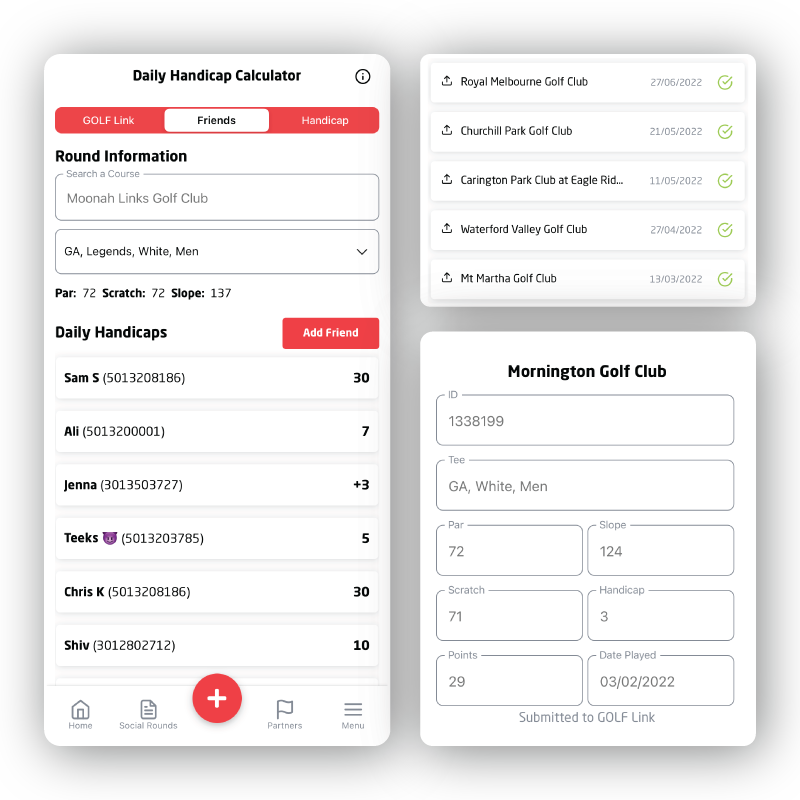 Daily Handicap Calculator
GOLF Link Friends Handicap
Round Information
Search a Course
Moonah Links Golf Club
GA, Legends, White, Men
Par: 72 Scratch: 72 Slope: 137
Daily Handicaps Add Friend
Sam S (5013208186) 30
Ali (5013200001) 7
Jenna (3013503727) +3
Teeks 😈 (5013203785) 5
Chris K (5013208186) 30
Shiv (3012802712) 10
Home Social Rounds Partners Menu
Royal Melbourne Golf Club 27/06/2022
Churchill Park Golf Club 21/05/2022
Carington Park Club at Eagle Rid... 11/05/2022
Waterford Valley Golf Club 27/04/2022
Mt Martha Golf Club 13/03/2022
Mornington Golf Club
ID
1338199
Tee
GA, White, Men
Par Slope
72 124
Scratch Handicap
71 3
Points Date Played
29 03/02/2022
Submitted to GOLF Link